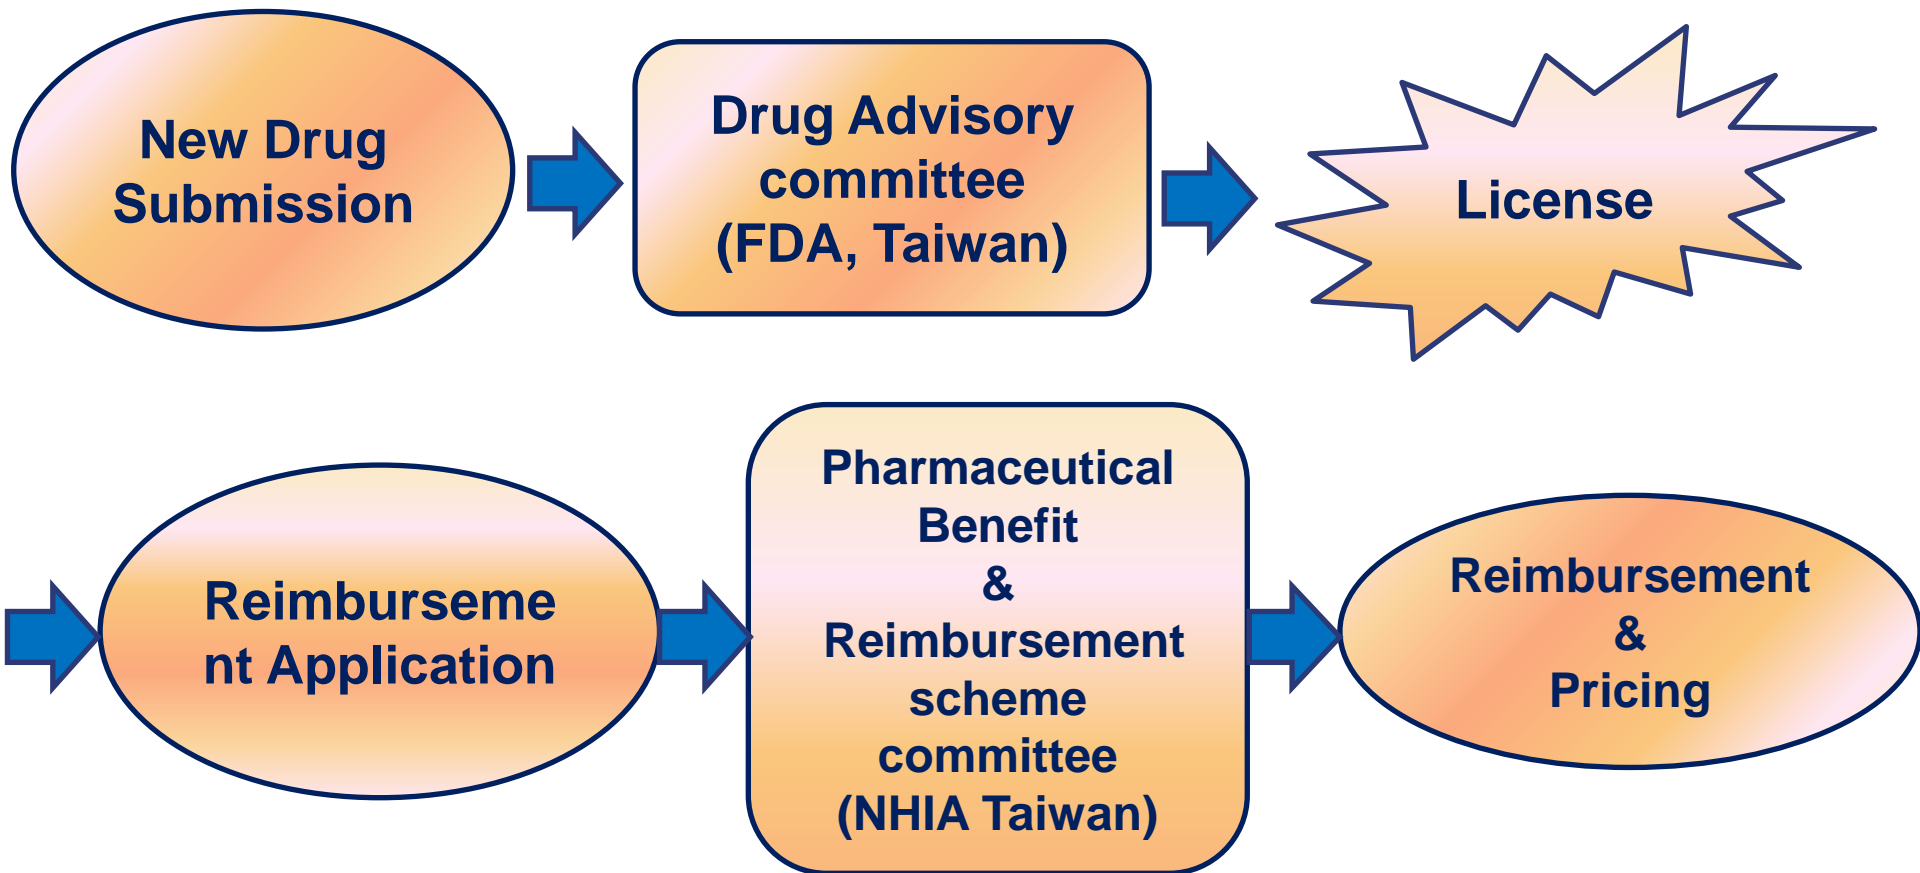 New Drug
Submission
Drug Advisory
committee
(FDA, Taiwan)
License
Reimburseme
nt Application
Pharmaceutical
Benefit
&
Reimbursement
scheme
committee
(NHIA Taiwan)
Reimbursement
&
Pricing